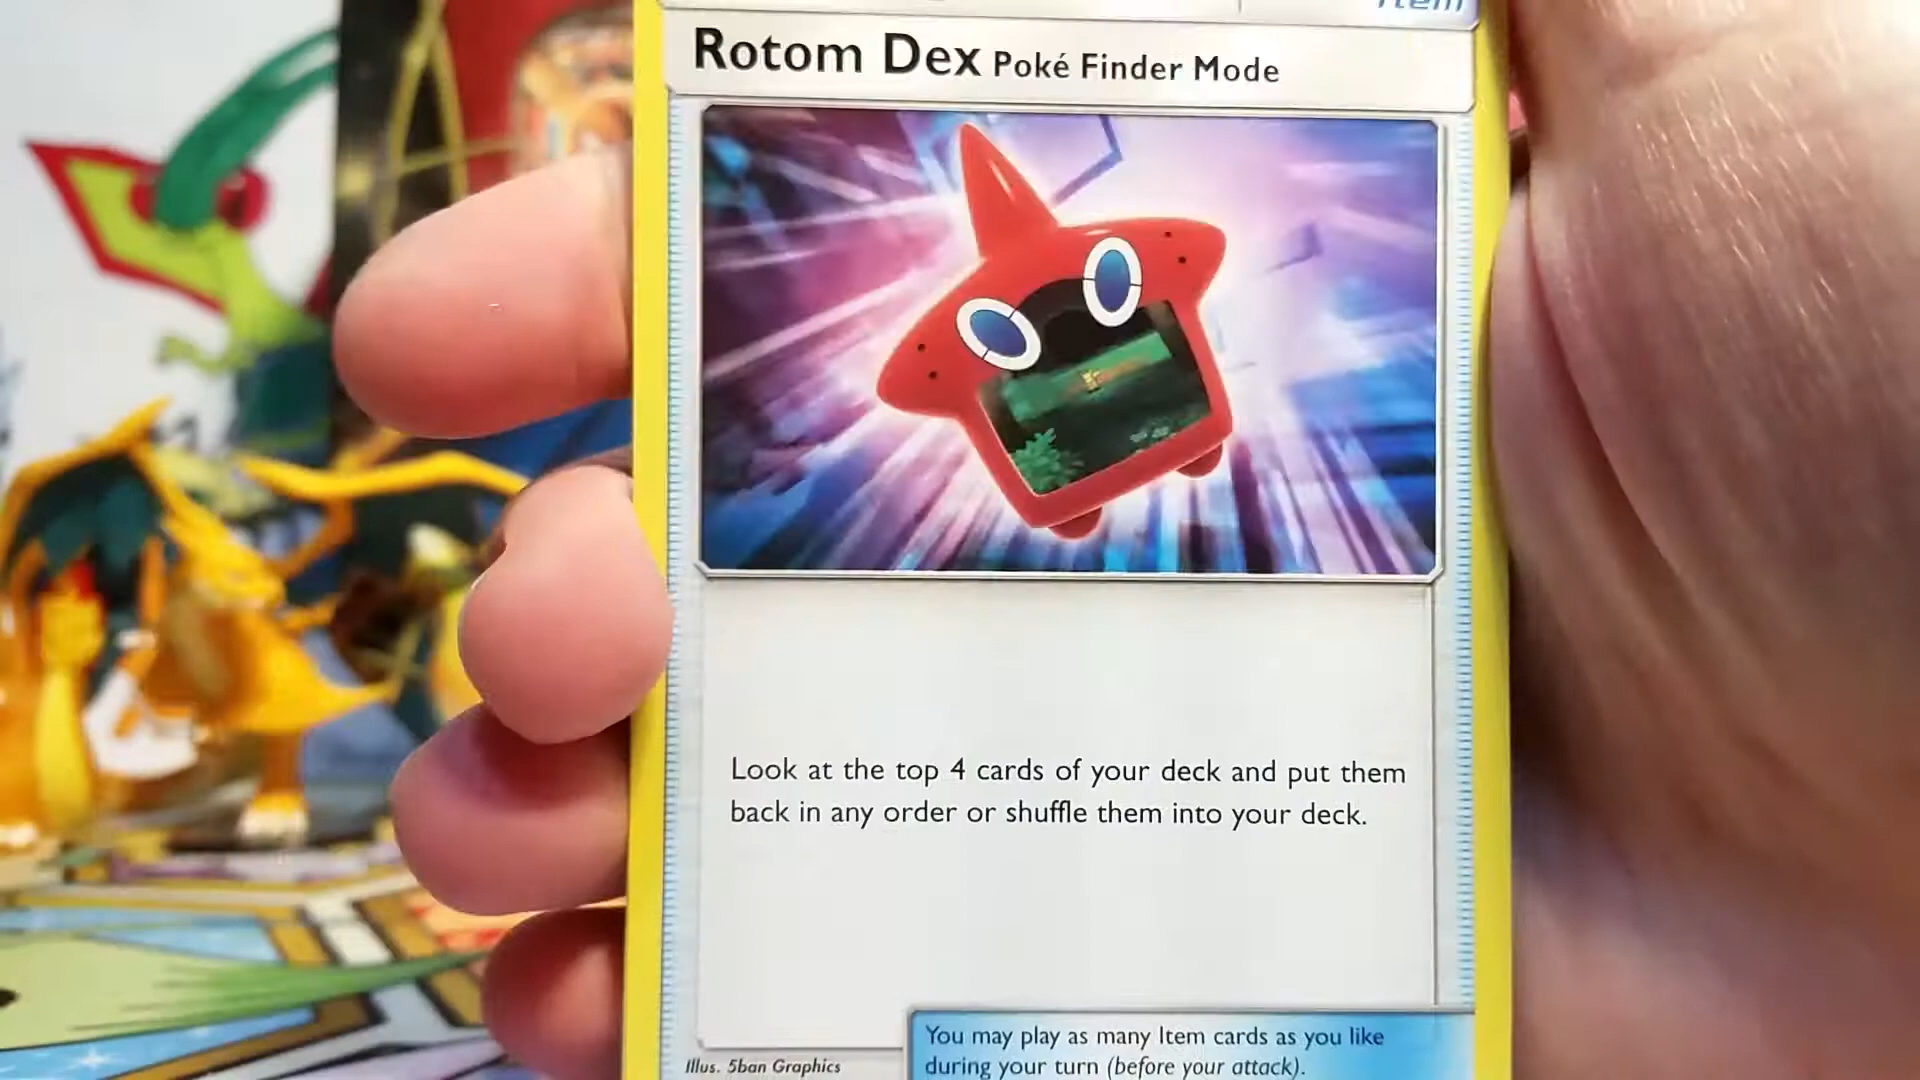 Item
Rotom Dex Poké Finder Mode
Look at the top 4 cards of your deck and put them
back in any order or shuffle them into your deck.
You may play as many Item cards as you like
during your turn (before your attack).
Illus. 5ban Graphics